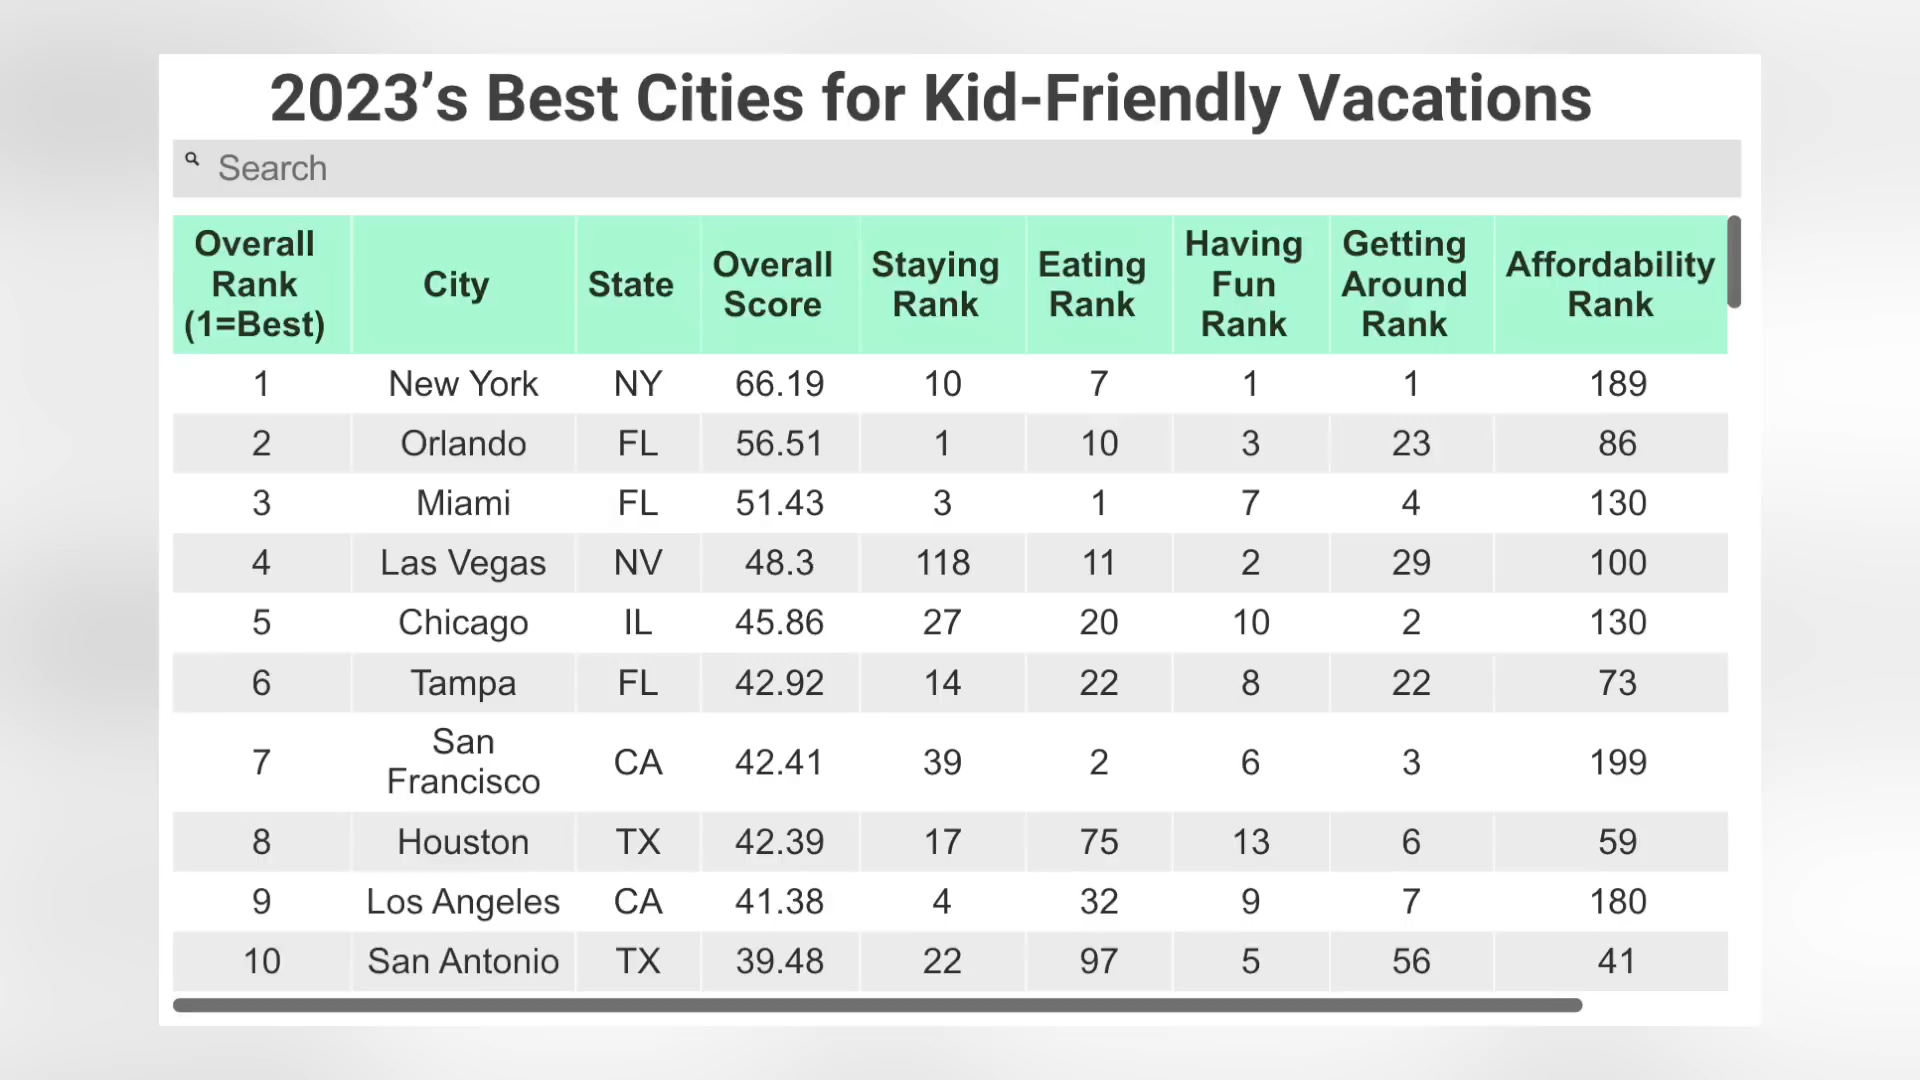 2023’s Best Cities for Kid-Friendly Vacations
Search
Overall Rank (1=Best) City State Overall Score Staying Rank Eating Rank Having Fun Rank Getting Around Rank Affordability Rank
1 New York NY 66.19 10 7 1 1 189
2 Orlando FL 56.51 1 10 3 23 86
3 Miami FL 51.43 3 1 7 4 130
4 Las Vegas NV 48.3 118 11 2 29 100
5 Chicago IL 45.86 27 20 10 2 130
6 Tampa FL 42.92 14 22 8 22 73
7 San Francisco CA 42.41 39 2 6 3 199
8 Houston TX 42.39 17 75 13 6 59
9 Los Angeles CA 41.38 4 32 9 7 180
10 San Antonio TX 39.48 22 97 5 56 41